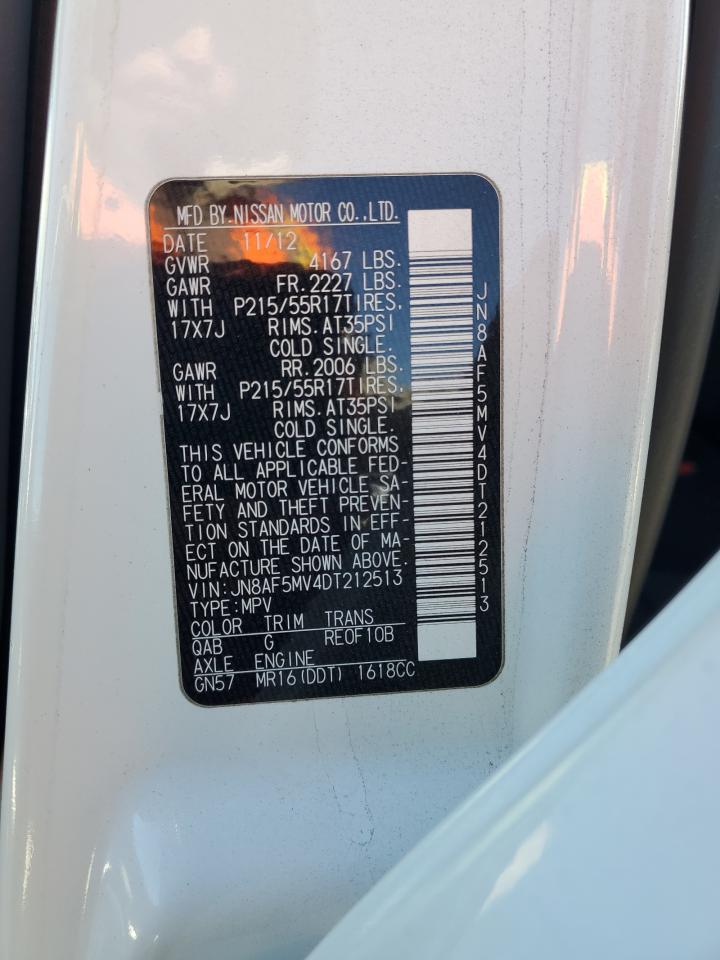 MFD BY.NISSAN MOTOR CO.,LTD.
DATE 11/12
GVWR 4167 LBS.
GAWR FR.2227 LBS.
WITH P215/55R17TIRES.
17X7J RIMS.AT35PSI
COLD SINGLE.
GAWR RR.2006 LBS.
WITH P215/55R17TIRES.
17X7J RIMS.AT35PSI
COLD SINGLE.
THIS VEHICLE CONFORMS
TO ALL APPLICABLE FED-
ERAL MOTOR VEHICLE SA-
FETY AND THEFT PREVEN-
TION STANDARDS IN EFF-
ECT ON THE DATE OF MA-
NUFACTURE SHOWN ABOVE.
VIN:JN8AF5MV4DT212513
TYPE:MPV
COLOR TRIM TRANS
QAB G RE0F10B
AXLE ENGINE
GN57 MR16(DDT) 1618CC
JN8AF5MV4DT212513